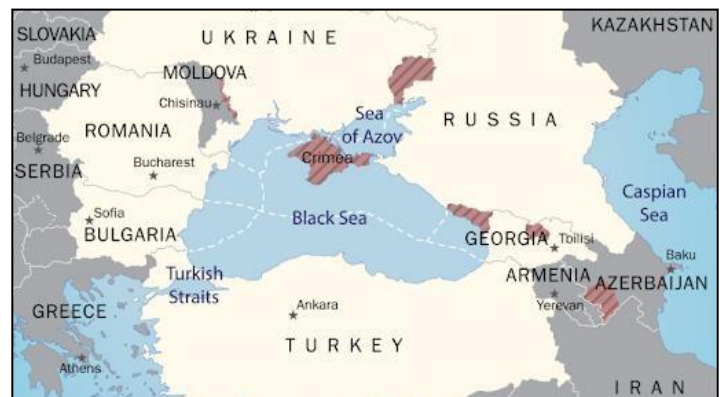 SLOVAKIA
UKRAINE
KAZAKHSTAN
Budapest
HUNGARY
MOLDOVA
Chisinau
Sea
of Azov
RUSSIA
ROMANIA
Belgrade
SERBIA
Bucharest
Crimea
Caspian
Sea
Sofia
BULGARIA
Black Sea
GEORGIA
Tbilisi
Baku
Turkish
Straits
ARMENIA
AZERBAIJAN
GREECE
Ankara
Yerevan
TURKEY
Athens
IRAN